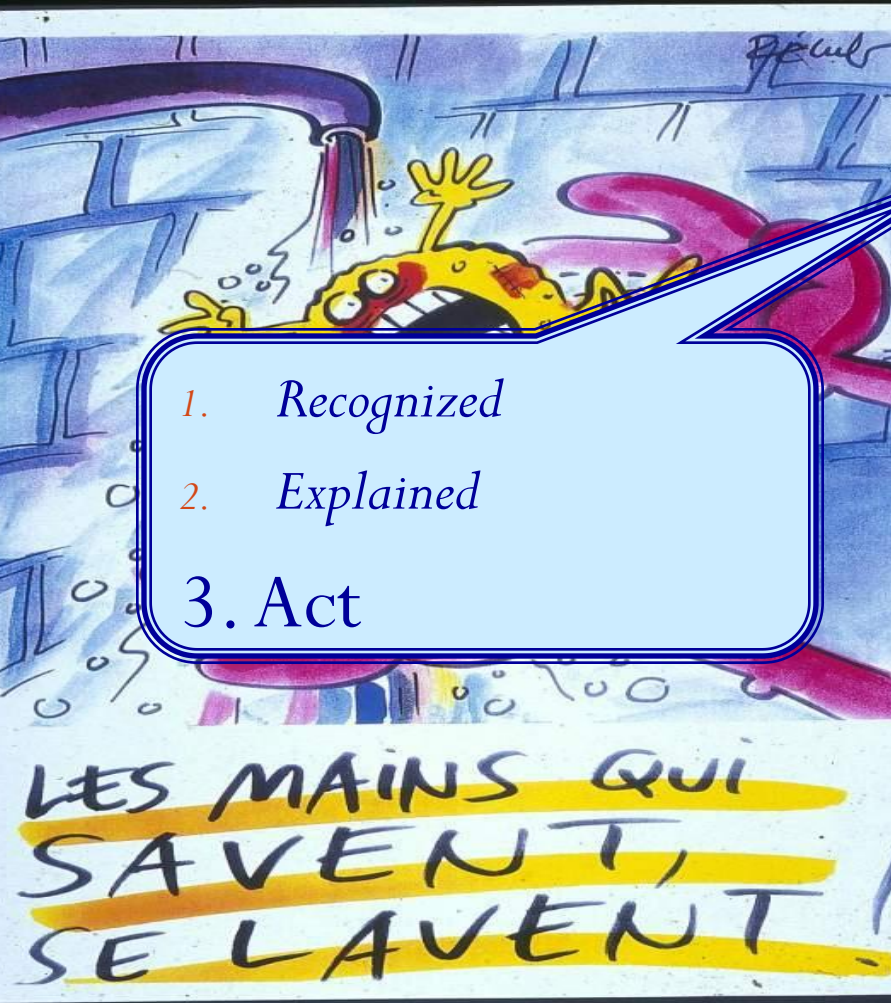 1. Recognized
2. Explained
3. Act
LES MAINS QUI
SAVENT,
SE LAVENT !